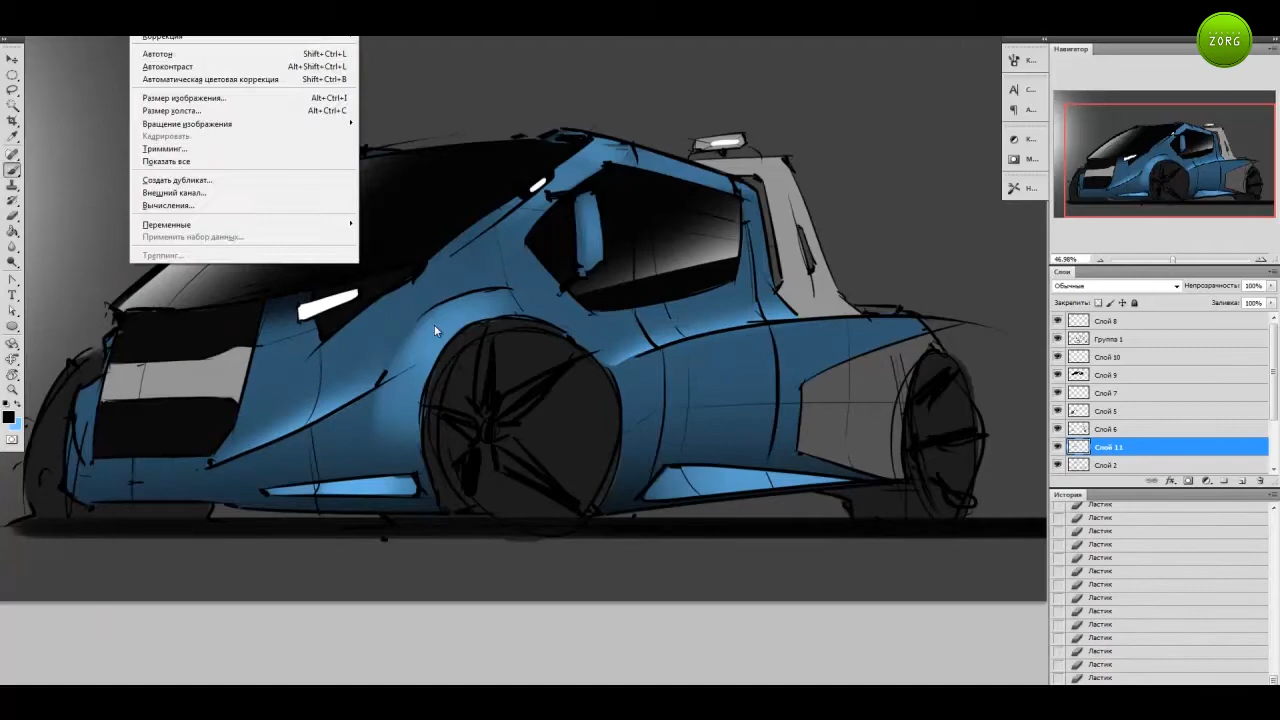 ZORG
Коррекция
Автотон Shift+Ctrl+L
Автоконтраст Alt+Shift+Ctrl+L
Автоматическая цветовая коррекция Shift+Ctrl+B
Размер изображения... Alt+Ctrl+I
Размер холста... Alt+Ctrl+C
Вращение изображения
Кадрировать
Тримминг...
Показать все
Создать дубликат...
Внешний канал...
Вычисления...
Переменные
Применить набор данных...
Треппинг...
К...
С...
А...
К...
М...
Н...
Навигатор
46.98%
Слои
Обычные Непрозрачность: 100%
Закрепить: Заливка: 100%
Слой 8
Группа 1
Слой 10
Слой 9
Слой 7
Слой 5
Слой 6
Слой 11
Слой 2
История
Ластик
Ластик
Ластик
Ластик
Ластик
Ластик
Ластик
Ластик
Ластик
Ластик
Ластик
Ластик
Ластик
Ластик